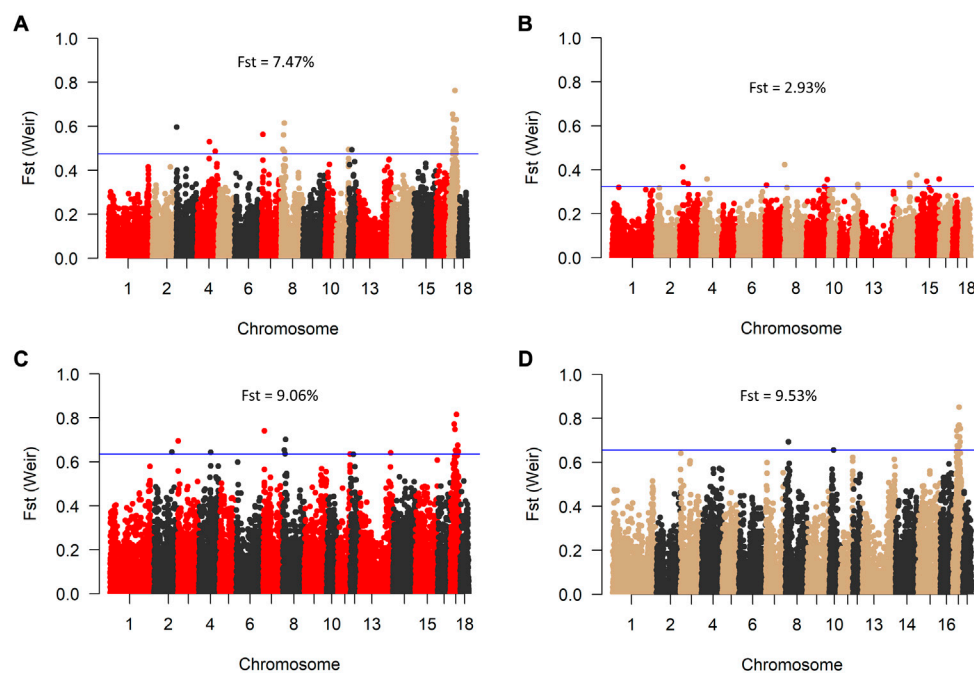 A
Fst = 7.47%
Fst (Weir)
1.0
0.8
0.6
0.4
0.2
0.0
1 2 4 6 8 10 13 15 18
Chromosome
B
Fst = 2.93%
Fst (Weir)
1.0
0.8
0.6
0.4
0.2
0.0
1 2 4 6 8 10 13 15 18
Chromosome
C
Fst = 9.06%
Fst (Weir)
1.0
0.8
0.6
0.4
0.2
0.0
1 2 4 6 8 10 13 15 18
Chromosome
D
Fst = 9.53%
Fst (Weir)
1.0
0.8
0.6
0.4
0.2
0.0
1 2 4 6 8 10 13 14 16
Chromosome